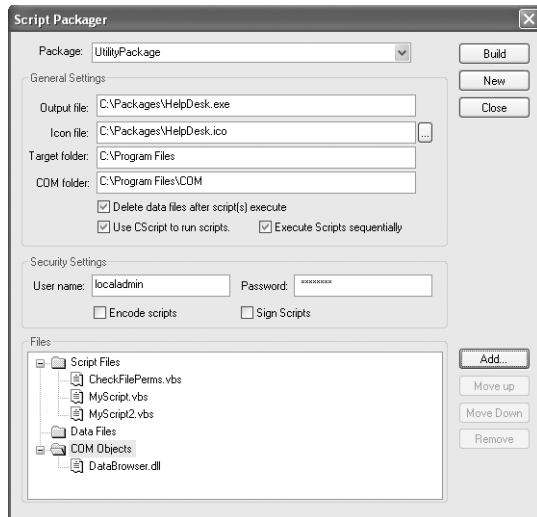 Script Packager
Package: UtilityPackage
Build
General Settings
New
Output file: C:\Packages\HelpDesk.exe
Close
Icon file: C:\Packages\HelpDesk.ico ...
Target folder: C:\Program Files
COM folder: C:\Program Files\COM
Delete data files after script(s) execute
Use CScript to run scripts. Execute Scripts sequentially
Security Settings
User name: localadmin Password: ××××××××
Encode scripts Sign Scripts
Files
Script Files
Add...
CheckFilePerms.vbs
Move up
MyScript.vbs
MyScript2.vbs
Move Down
Data Files
Remove
COM Objects
DataBrowser.dll